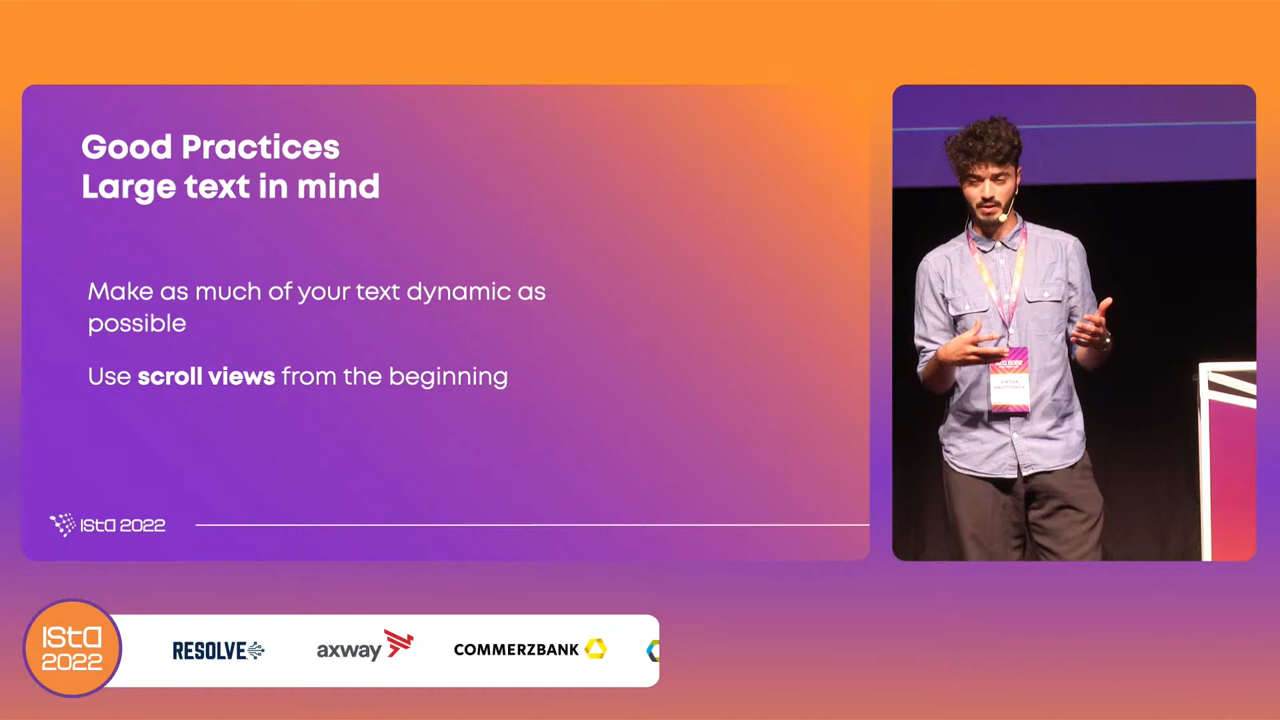 Good Practices
Large text in mind
Make as much of your text dynamic as
possible
Use scroll views from the beginning
ISTA 2022
ISTA
2022
RESOLVE
axway
COMMERZBANK